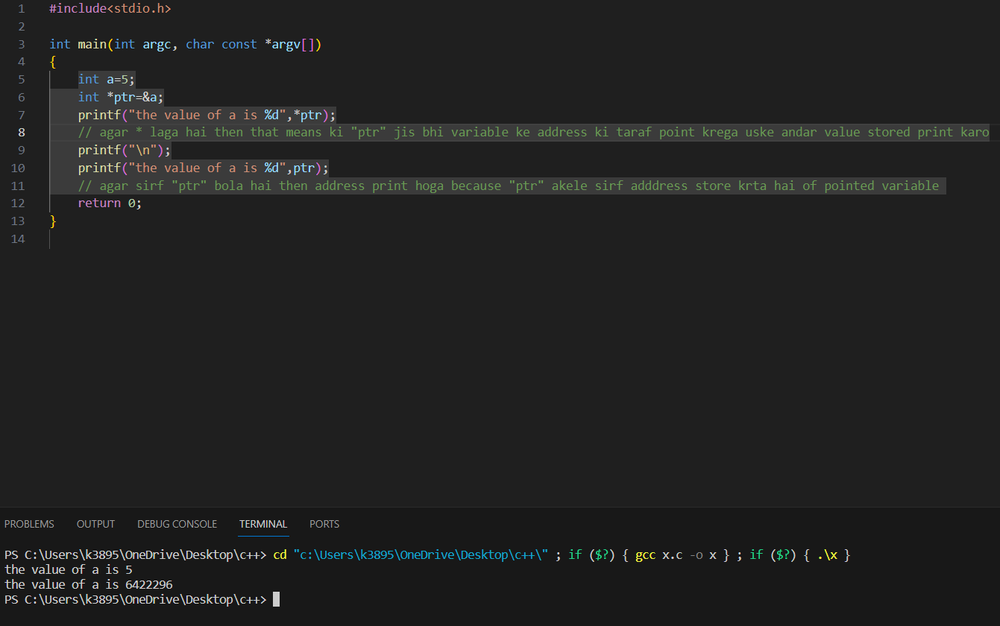 1 #include<stdio.h>
2
3 int main(int argc, char const *argv[])
4 {
5 int a=5;
6 int *ptr=&a;
7 printf("the value of a is %d",*ptr);
8 // agar * laga hai then that means ki "ptr" jis bhi variable ke address ki taraf point krega uske andar value stored print karo
9 printf("\n");
10 printf("the value of a is %d",ptr);
11 // agar sirf "ptr" bola hai then address print hoga because "ptr" akele sirf adddress store krta hai of pointed variable
12 return 0;
13 }
14
PROBLEMS OUTPUT DEBUG CONSOLE TERMINAL PORTS
PS C:\Users\k3895\OneDrive\Desktop\c++> cd "c:\Users\k3895\OneDrive\Desktop\c++\" ; if ($?) { gcc x.c -o x } ; if ($?) { .\x }
the value of a is 5
the value of a is 6422296
PS C:\Users\k3895\OneDrive\Desktop\c++>